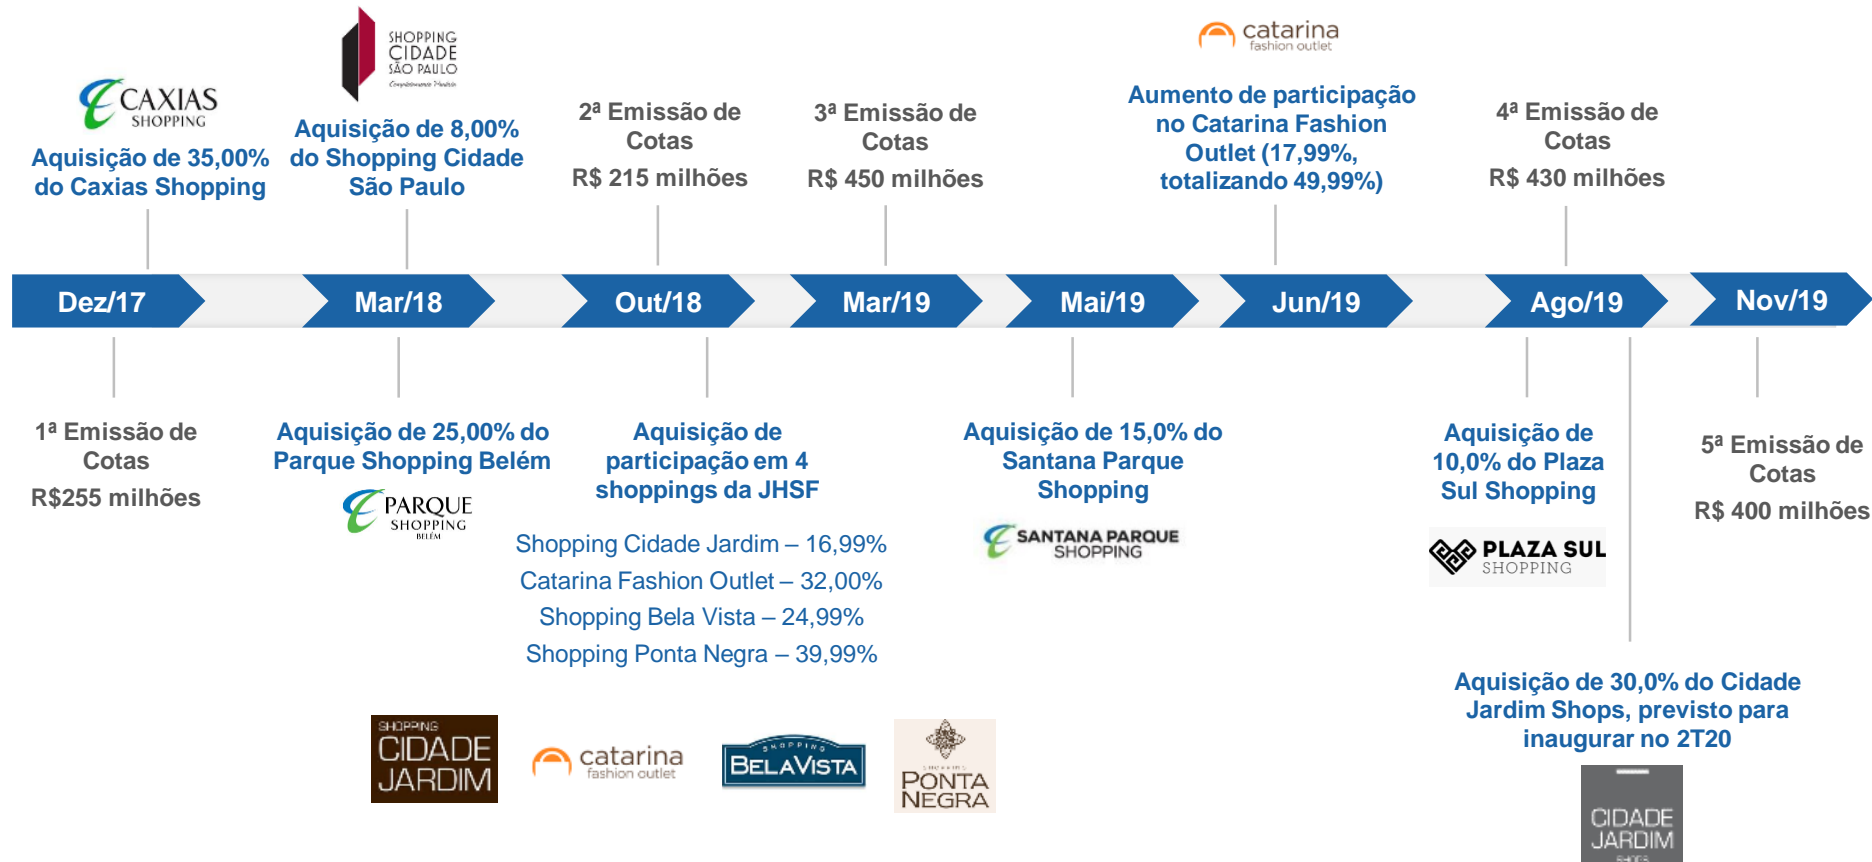 CAXIAS
SHOPPING
Aquisição de 35,00%
do Caxias Shopping
SHOPPING
CIDADE
SÃO PAULO
Completamente Paulista
Aquisição de 8,00%
do Shopping Cidade
São Paulo
2ª Emissão de
Cotas
R$ 215 milhões
3ª Emissão de
Cotas
R$ 450 milhões
catarina
fashion outlet
Aumento de participação
no Catarina Fashion
Outlet (17,99%,
totalizando 49,99%)
4ª Emissão de
Cotas
R$ 430 milhões
Dez/17
Mar/18
Out/18
Mar/19
Mai/19
Jun/19
Ago/19
Nov/19
1ª Emissão de
Cotas
R$255 milhões
Aquisição de 25,00% do
Parque Shopping Belém
PARQUE
SHOPPING
BELÉM
Aquisição de
participação em 4
shoppings da JHSF
Shopping Cidade Jardim – 16,99%
Catarina Fashion Outlet – 32,00%
Shopping Bela Vista – 24,99%
Shopping Ponta Negra – 39,99%
SHOPPING
CIDADE
JARDIM
catarina
fashion outlet
SHOPPING
BELAVISTA
SHOPPING
PONTA
NEGRA
Aquisição de 15,0% do
Santana Parque
Shopping
SANTANA PARQUE
SHOPPING
Aquisição de
10,0% do Plaza
Sul Shopping
PLAZA SUL
SHOPPING
Aquisição de 30,0% do Cidade
Jardim Shops, previsto para
inaugurar no 2T20
CIDADE
JARDIM
SHOPS
5ª Emissão de
Cotas
R$ 400 milhões